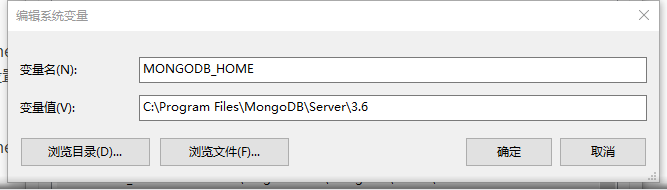 编辑系统变量
变量名(N):
MONGODB_HOME
变量值(V):
C:\Program Files\MongoDB\Server\3.6
浏览目录(D)...
浏览文件(F)...
确定
取消